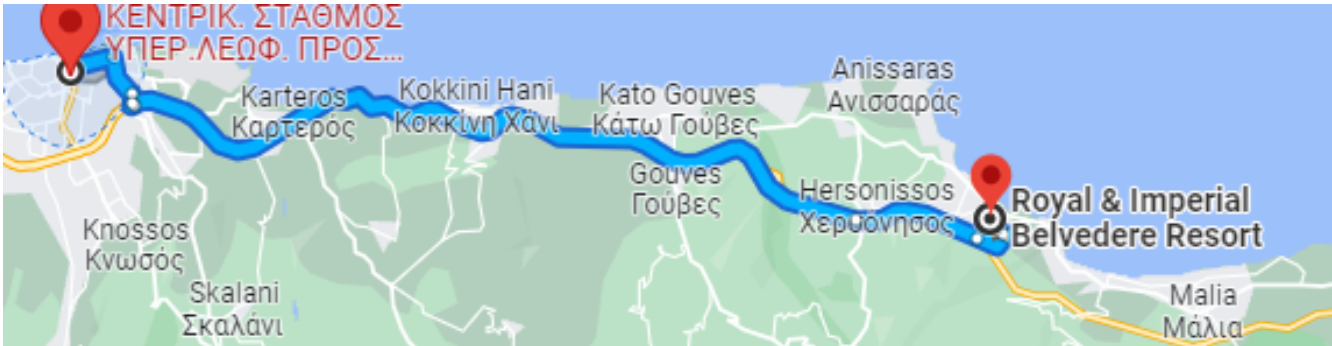 ΚΕΝΤΡΙΚ. ΣΤΑΘΜΟΣ
ΥΠΕΡ.ΛΕΩΦ. ΠΡΟΣ...
Karteros
Καρτερός
Kokkini Hani
Κοκκίνη Χάνι
Kato Gouves
Κάτω Γούβες
Anissaras
Ανισσαράς
Gouves
Γούβες
Hersonissos
Χερσόνησος
Royal & Imperial
Belvedere Resort
Knossos
Κνωσός
Skalani
Σκαλάνι
Malia
Μάλια